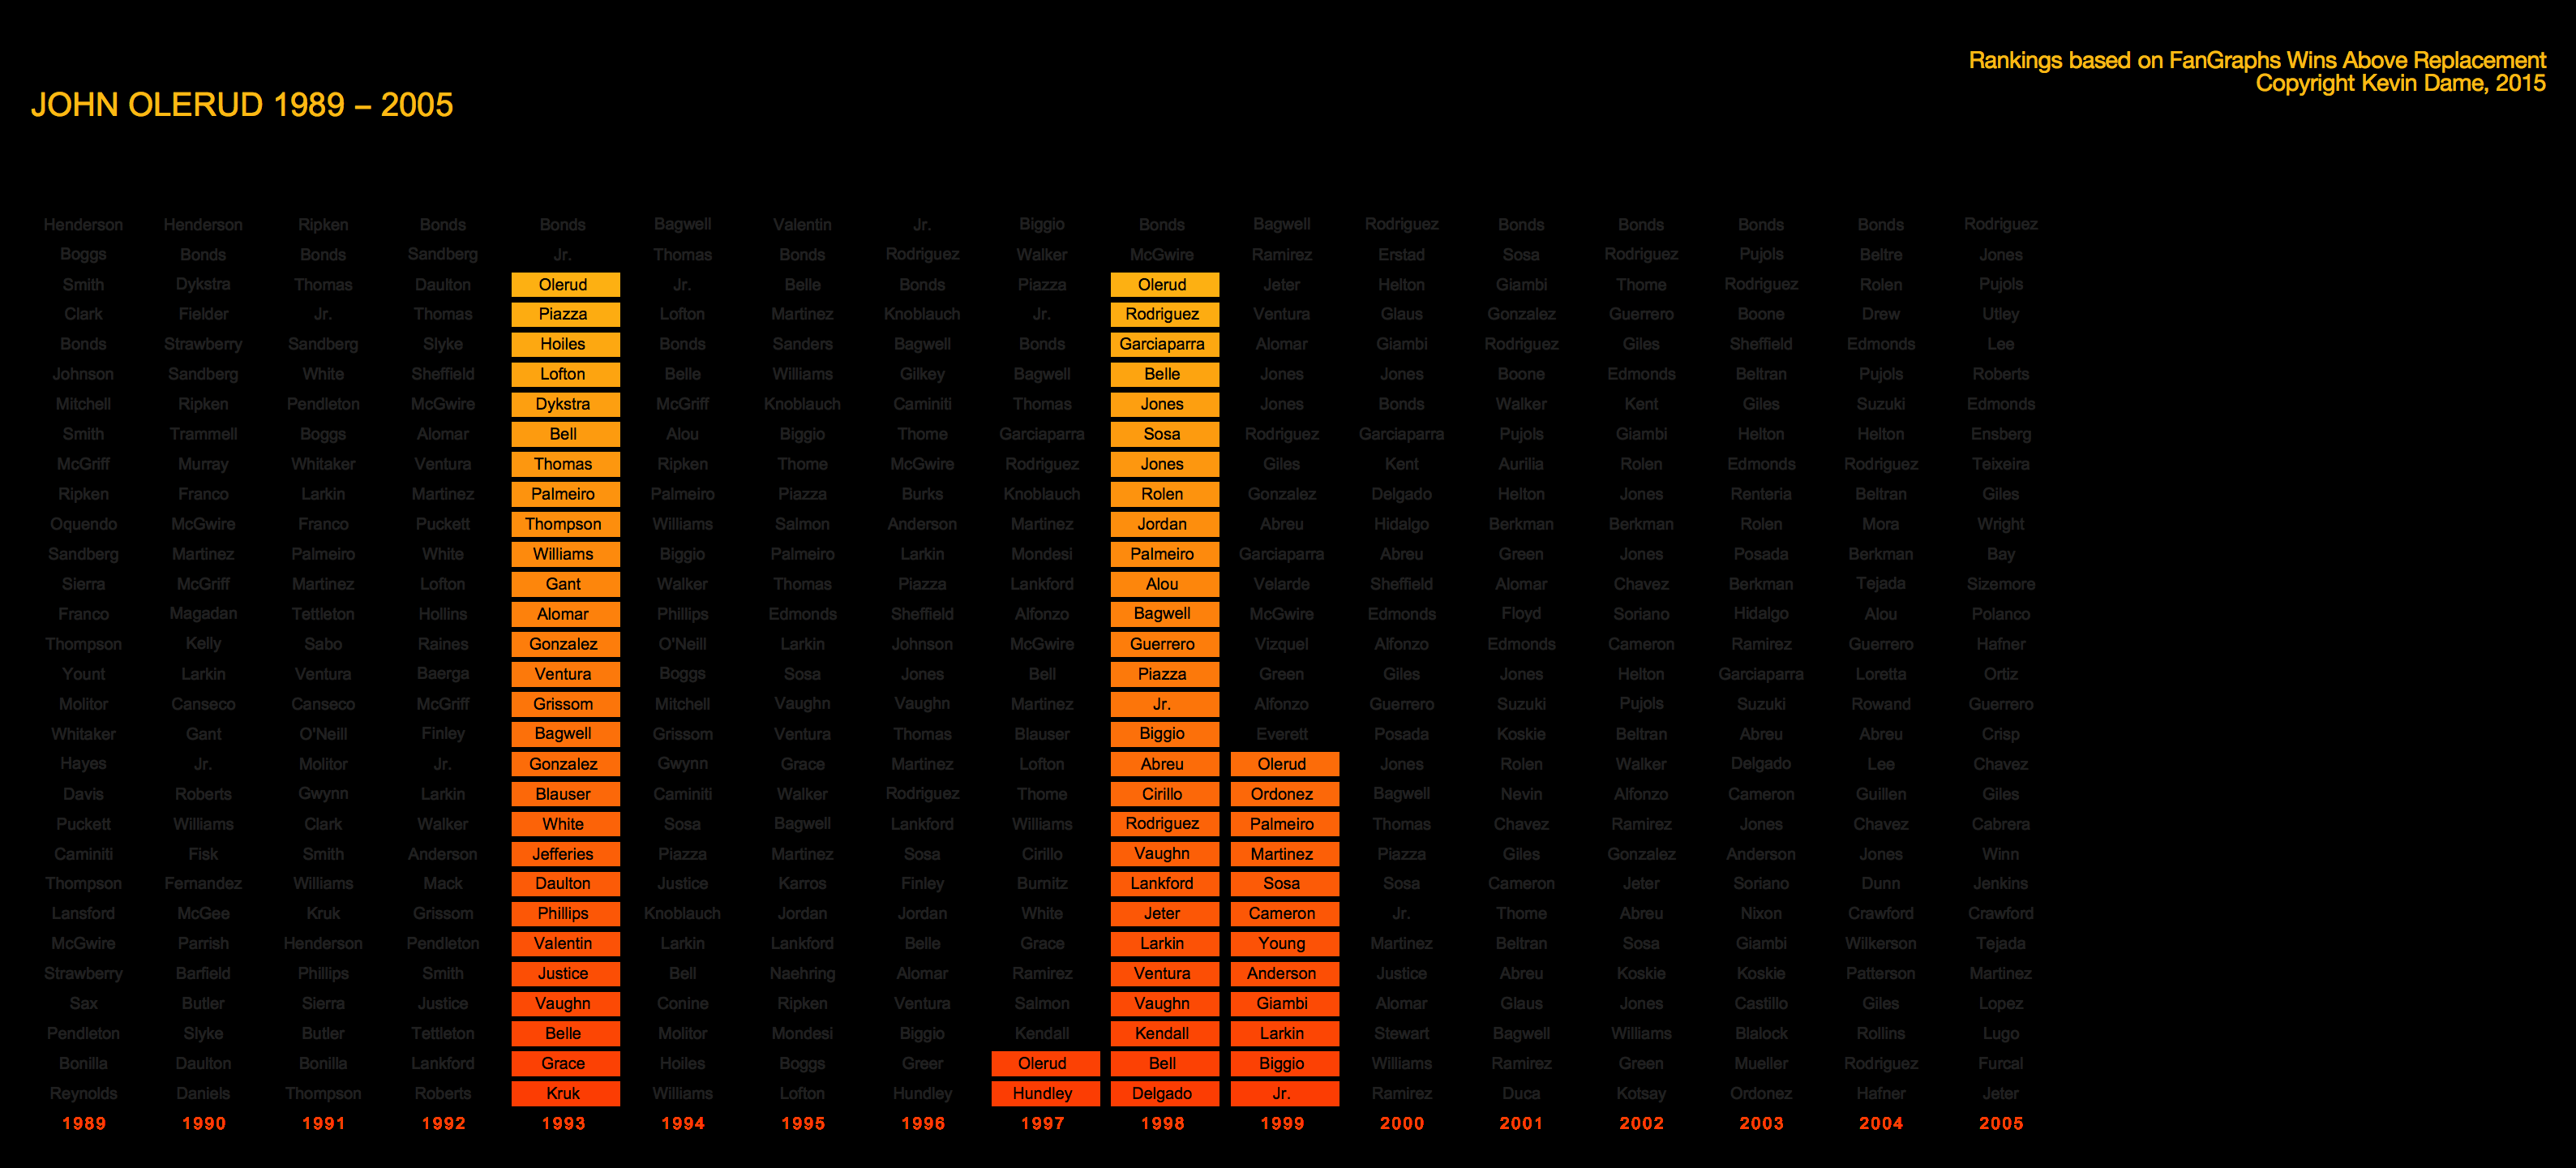 Rankings based on FanGraphs Wins Above Replacement
Copyright Kevin Dame, 2015
JOHN OLERUD 1989 – 2005
Henderson Henderson Ripken Bonds Bonds Bagwell Valentin Jr. Biggio Bonds Bagwell Rodriguez Bonds Bonds Bonds Bonds Rodriguez
Boggs Bonds Bonds Sandberg Jr. Thomas Bonds Rodriguez Walker McGwire Ramirez Erstad Sosa Rodriguez Pujols Beltre Jones
Smith Dykstra Thomas Daulton Olerud Jr. Belle Bonds Piazza Olerud Jeter Helton Giambi Thome Rodriguez Rolen Pujols
Clark Fielder Jr. Thomas Piazza Lofton Martinez Knoblauch Jr. Rodriguez Ventura Glaus Gonzalez Guerrero Boone Drew Utley
Bonds Strawberry Sandberg Slyke Hoiles Bonds Sanders Bagwell Bonds Garciaparra Alomar Giambi Rodriguez Giles Sheffield Edmonds Lee
Johnson Sandberg White Sheffield Lofton Belle Williams Gilkey Bagwell Belle Jones Jones Boone Edmonds Beltran Pujols Roberts
Mitchell Ripken Pendleton McGwire Dykstra McGriff Knoblauch Caminiti Thomas Jones Jones Bonds Walker Kent Giles Suzuki Edmonds
Smith Trammell Boggs Alomar Bell Alou Biggio Thome Garciaparra Sosa Rodriguez Garciaparra Pujols Giambi Helton Helton Ensberg
McGriff Murray Whitaker Ventura Thomas Ripken Thome McGwire Rodriguez Jones Giles Kent Aurilia Rolen Edmonds Rodriguez Teixeira
Ripken Franco Larkin Martinez Palmeiro Palmeiro Piazza Burks Knoblauch Rolen Gonzalez Delgado Helton Jones Renteria Beltran Giles
Oquendo McGwire Franco Puckett Thompson Williams Salmon Anderson Martinez Jordan Abreu Hidalgo Berkman Berkman Rolen Mora Wright
Sandberg Martinez Palmeiro White Williams Biggio Palmeiro Larkin Mondesi Palmeiro Garciaparra Abreu Green Jones Posada Berkman Bay
Sierra McGriff Martinez Lofton Gant Walker Thomas Piazza Lankford Alou Velarde Sheffield Alomar Chavez Berkman Tejada Sizemore
Franco Magadan Tettleton Hollins Alomar Phillips Edmonds Sheffield Alfonzo Bagwell McGwire Edmonds Floyd Soriano Hidalgo Alou Polanco
Thompson Kelly Sabo Raines Gonzalez O'Neill Larkin Johnson McGwire Guerrero Vizquel Alfonzo Edmonds Cameron Ramirez Guerrero Hafner
Yount Larkin Ventura Baerga Ventura Boggs Sosa Jones Bell Piazza Green Giles Jones Helton Garciaparra Loretta Ortiz
Molitor Canseco Canseco McGriff Grissom Mitchell Vaughn Vaughn Martinez Jr. Alfonzo Guerrero Suzuki Pujols Suzuki Rowand Guerrero
Whitaker Gant O'Neill Finley Bagwell Grissom Ventura Thomas Blauser Biggio Everett Posada Koskie Beltran Abreu Abreu Crisp
Hayes Jr. Molitor Jr. Gonzalez Gwynn Grace Martinez Lofton Abreu Olerud Jones Rolen Walker Delgado Lee Chavez
Davis Roberts Gwynn Larkin Blauser Caminiti Walker Rodriguez Thome Cirillo Ordonez Bagwell Nevin Alfonzo Cameron Guillen Giles
Puckett Williams Clark Walker White Sosa Bagwell Lankford Williams Rodriguez Palmeiro Thomas Chavez Ramirez Jones Chavez Cabrera
Caminiti Fisk Smith Anderson Jefferies Piazza Martinez Sosa Cirillo Vaughn Martinez Piazza Giles Gonzalez Anderson Jones Winn
Thompson Fernandez Williams Mack Daulton Justice Karros Finley Burnitz Lankford Sosa Sosa Cameron Jeter Soriano Dunn Jenkins
Lansford McGee Kruk Grissom Phillips Knoblauch Jordan Jordan White Jeter Cameron Jr. Thome Abreu Nixon Crawford Crawford
McGwire Parrish Henderson Pendleton Valentin Larkin Lankford Belle Grace Larkin Young Martinez Beltran Sosa Giambi Wilkerson Tejada
Strawberry Barfield Phillips Smith Justice Bell Naehring Alomar Ramirez Ventura Anderson Justice Abreu Koskie Koskie Patterson Martinez
Sax Butler Sierra Justice Vaughn Conine Ripken Ventura Salmon Vaughn Giambi Alomar Glaus Jones Castillo Giles Lopez
Pendleton Slyke Butler Tettleton Belle Molitor Mondesi Biggio Kendall Kendall Larkin Stewart Bagwell Williams Blalock Rollins Lugo
Bonilla Daulton Bonilla Lankford Grace Hoiles Boggs Greer Olerud Bell Biggio Williams Ramirez Green Mueller Rodriguez Furcal
Reynolds Daniels Thompson Roberts Kruk Williams Lofton Hundley Hundley Delgado Jr. Ramirez Duca Kotsay Ordonez Hafner Jeter
1989 1990 1991 1992 1993 1994 1995 1996 1997 1998 1999 2000 2001 2002 2003 2004 2005